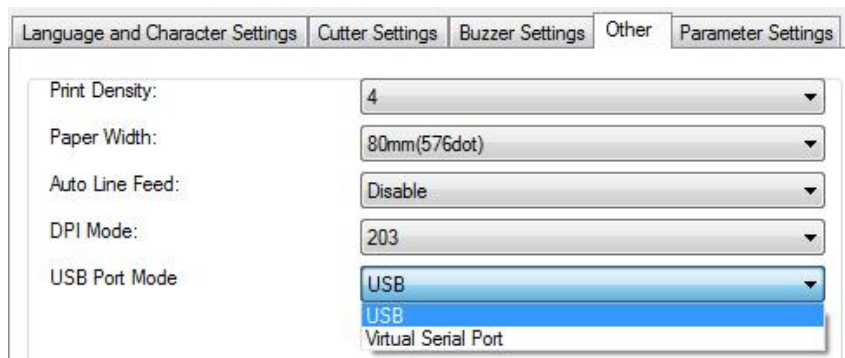 Language and Character Settings Cutter Settings Buzzer Settings Other Parameter Settings
Print Density: 4
Paper Width: 80mm(576dot)
Auto Line Feed: Disable
DPI Mode: 203
USB Port Mode USB
USB
Virtual Serial Port